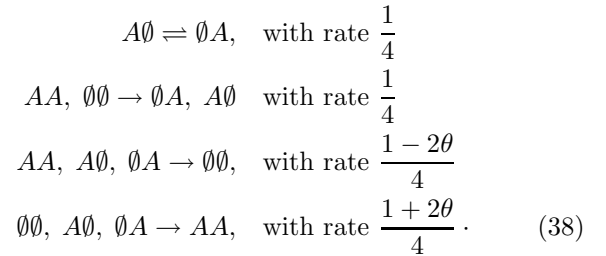 A∅ ⇌ ∅A, with rate 1/4
AA, ∅∅ → ∅A, A∅ with rate 1/4
AA, A∅, ∅A → ∅∅, with rate (1 − 2θ)/4
∅∅, A∅, ∅A → AA, with rate (1 + 2θ)/4 . (38)